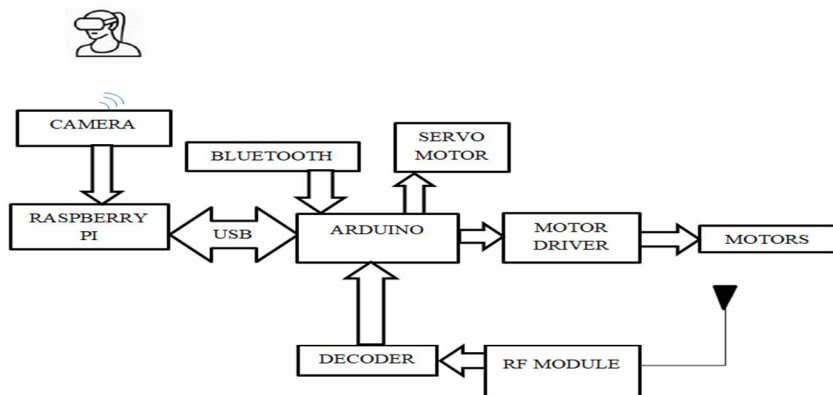 CAMERA
BLUETOOTH
SERVO
MOTOR
RASPBERRY
PI
USB
ARDUINO
MOTOR
DRIVER
MOTORS
DECODER
RF MODULE